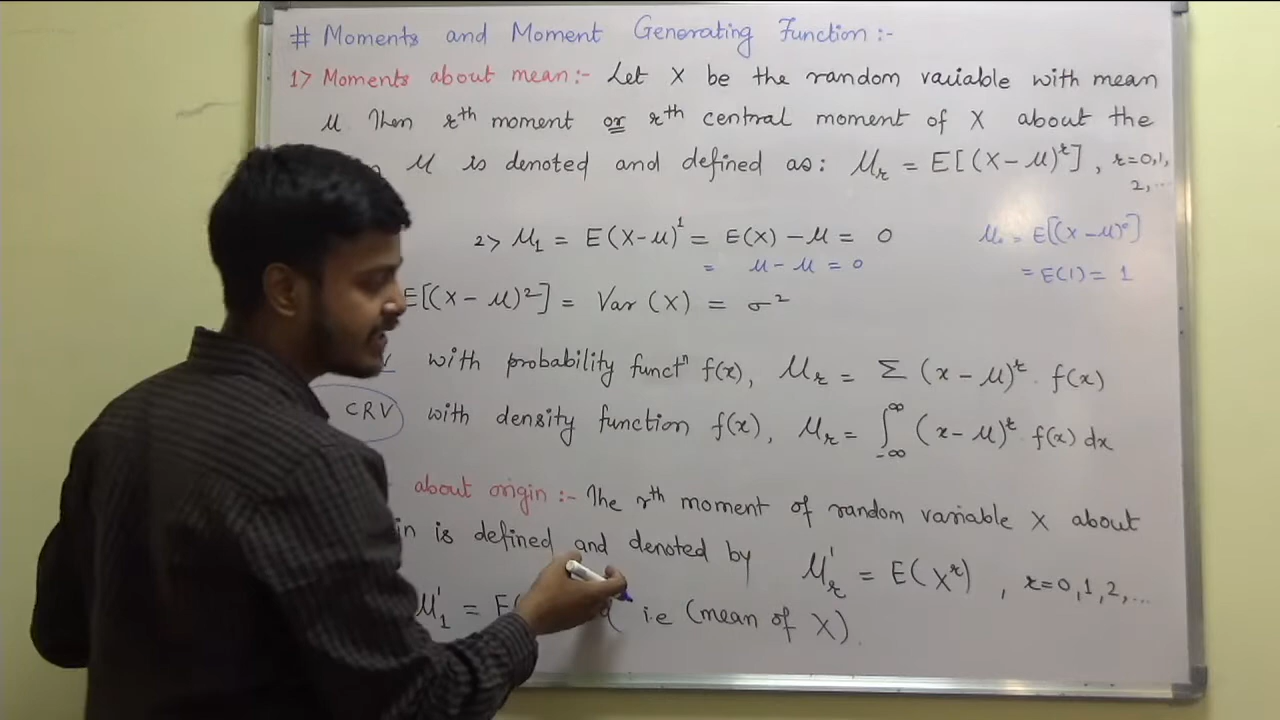 # Moments and Moment Generating Function :-
1> Moments about mean :- Let X be the random variable with mean
μ. Then rth moment or rth central moment of X about the
μ is denoted and defined as: μr = E[(X-μ)^r], r=0,1,
2,...
2> μ1 = E(X-μ)^1 = E(X) - μ = 0
= μ - μ = 0
μ0 = E[(X-μ)^0]
= E(1) = 1
E[(X-μ)^2] = Var(X) = σ^2
with probability funct^n f(x), μr = Σ (x-μ)^r . f(x)
CRV with density function f(x), μr = ∫_{-∞}^{∞} (x-μ)^r . f(x) dx
about origin :- The rth moment of random variable X about
is defined and denoted by μ'r = E(X^r), r=0,1,2,...
μ'1 = E( i.e (mean of X).